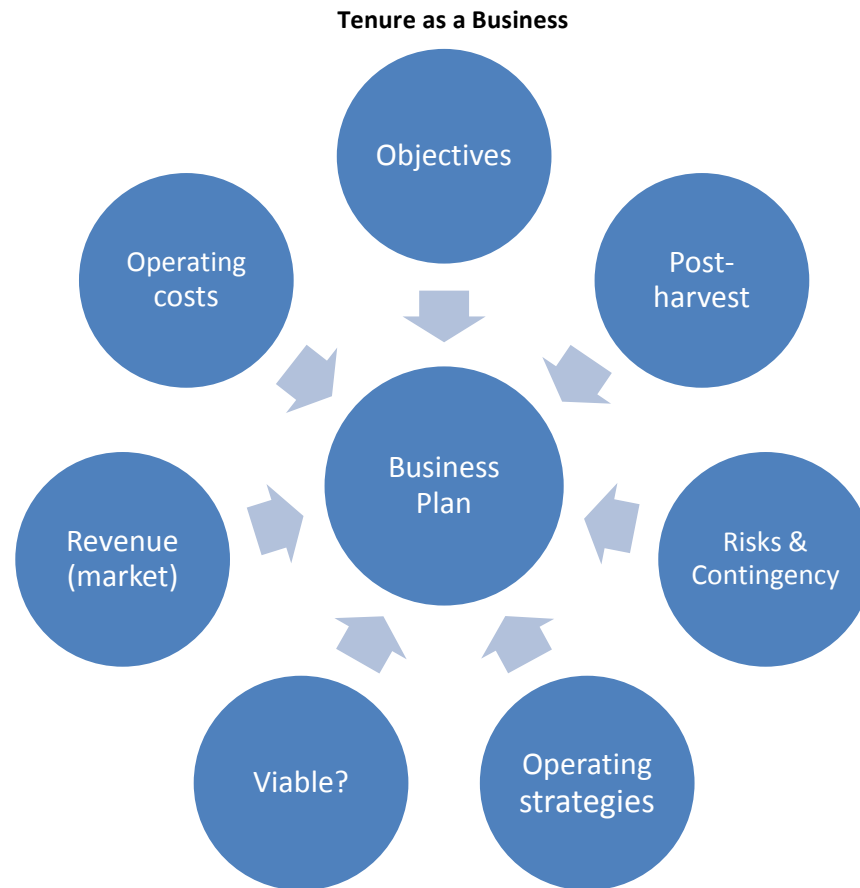 Tenure as a Business
Objectives
Post-
harvest
Risks &
Contingency
Operating
strategies
Viable?
Revenue
(market)
Operating
costs
Business
Plan